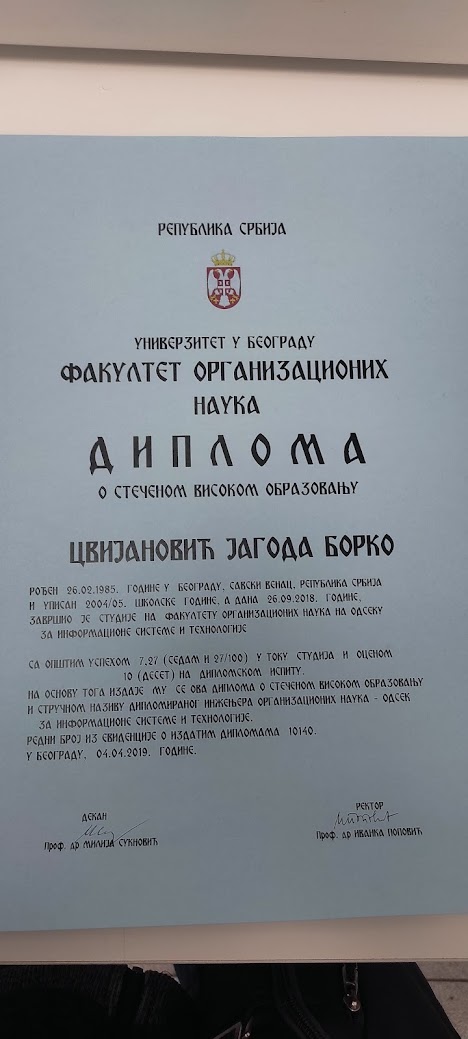 РЕПУБЛИКА СРБИЈА
УНИВЕРЗИТЕТ У БЕОГРАДУ
ФАКУЛТЕТ ОРГАНИЗАЦИОНИХ
НАУКА
ДИПЛОМА
О СТЕЧЕНОМ ВИСОКОМ ОБРАЗОВАЊУ
ЦВИЈАНОВИЋ ЈАГОДА БОРКО
РОЂЕН 26.02.1985. ГОДИНЕ У БЕОГРАДУ, САВСКИ ВЕНАЦ, РЕПУБЛИКА СРБИЈА
И УПИСАН 2004/05. ШКОЛСКЕ ГОДИНЕ, А ДАНА 26.09.2018. ГОДИНЕ,
ЗАВРШИО ЈЕ СТУДИЈЕ НА ФАКУЛТЕТУ ОРГАНИЗАЦИОНИХ НАУКА НА ОДСЕКУ
ЗА ИНФОРМАЦИОНЕ СИСТЕМЕ И ТЕХНОЛОГИЈЕ
СА ОПШТИМ УСПЕХОМ 7.27 (СЕДАМ И 27/100) У ТОКУ СТУДИЈА И ОЦЕНОМ
10 (ДЕСЕТ) НА ДИПЛОМСКОМ ИСПИТУ.
НА ОСНОВУ ТОГА ИЗДАЈЕ МУ СЕ ОВА ДИПЛОМА О СТЕЧЕНОМ ВИСОКОМ ОБРАЗОВАЊУ
И СТРУЧНОМ НАЗИВУ ДИПЛОМИРАНОГ ИНЖЕЊЕРА ОРГАНИЗАЦИОНИХ НАУКА - ОДСЕК
ЗА ИНФОРМАЦИОНЕ СИСТЕМЕ И ТЕХНОЛОГИЈЕ.
РЕДНИ БРОЈ ИЗ ЕВИДЕНЦИЈЕ О ИЗДАТИМ ДИПЛОМАМА 10140.
У БЕОГРАДУ, 04.04.2019. ГОДИНЕ.
ДЕКАН
Проф. др МИЛИЈА СУКНОВИЋ
РЕКТОР
Проф. др ИВАНКА ПОПОВИЋ